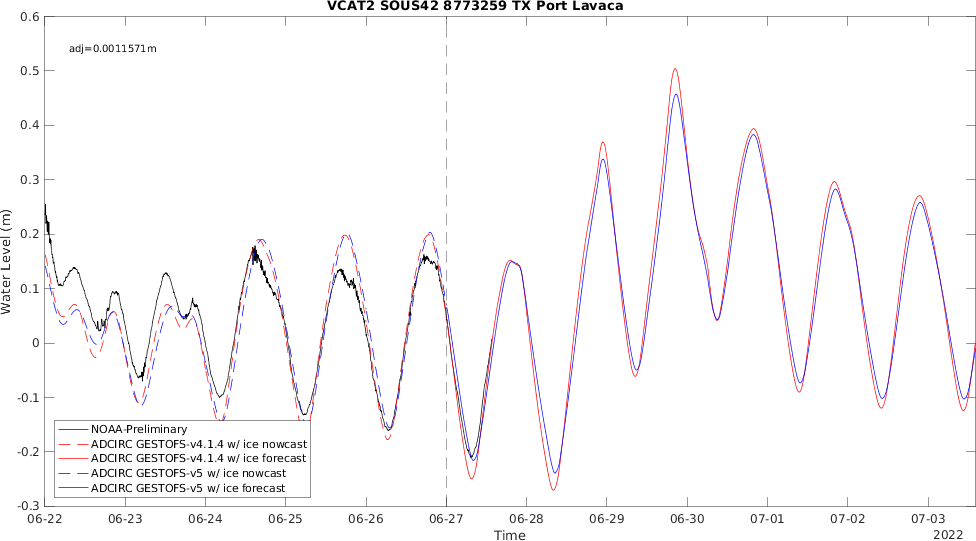 VCAT2 SOUS42 8773259 TX Port Lavaca
adj=0.0011571m
0.6
0.5
0.4
0.3
0.2
0.1
0
-0.1
-0.2
-0.3
Water Level (m)
NOAA-Preliminary
ADCIRC GESTOFS-v4.1.4 w/ ice nowcast
ADCIRC GESTOFS-v4.1.4 w/ ice forecast
ADCIRC GESTOFS-v5 w/ ice nowcast
ADCIRC GESTOFS-v5 w/ ice forecast
06-22 06-23 06-24 06-25 06-26 06-27 06-28 06-29 06-30 07-01 07-02 07-03
Time
2022